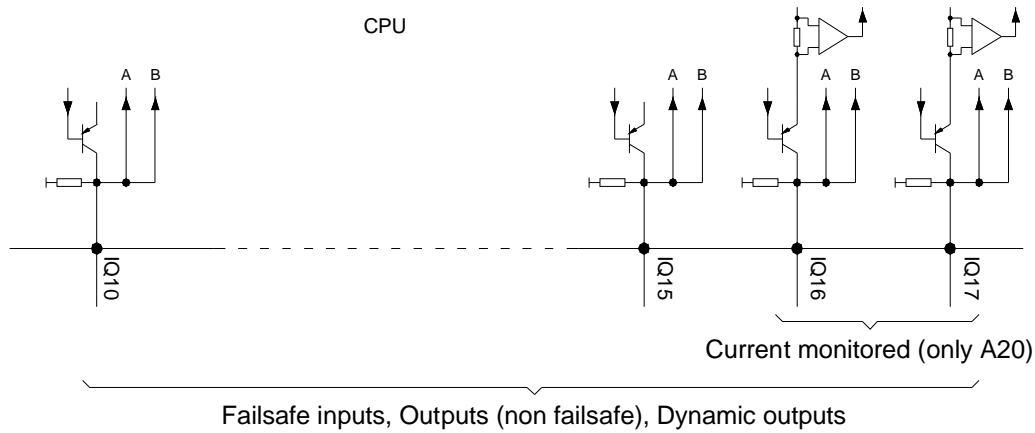 CPU
A B
A B
A B
A B
IQ10
IQ15
IQ16
IQ17
Current monitored (only A20)
Failsafe inputs, Outputs (non failsafe), Dynamic outputs